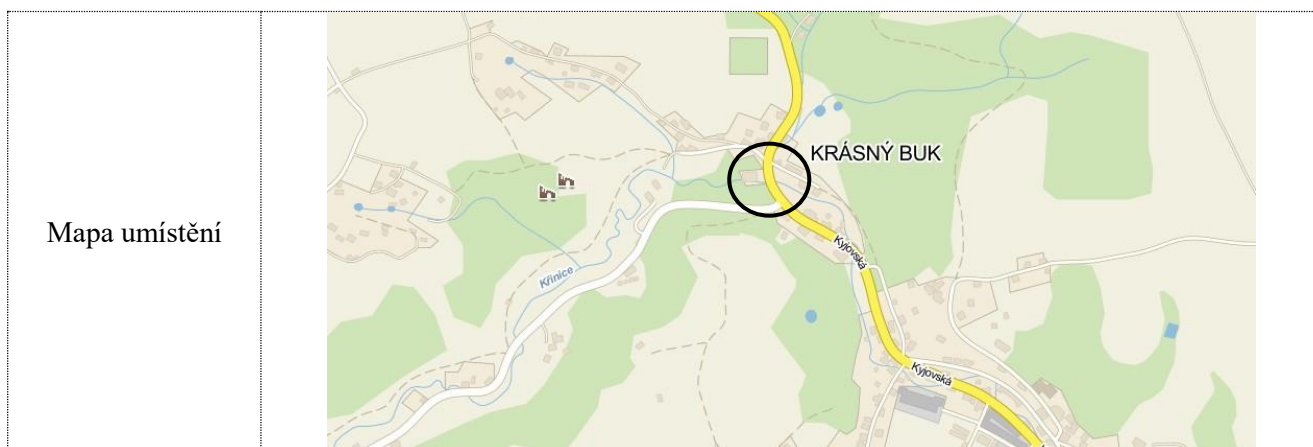 Mapa umístění
KRÁSNÝ BUK
Kyjovská
Křinice
Kyjovská